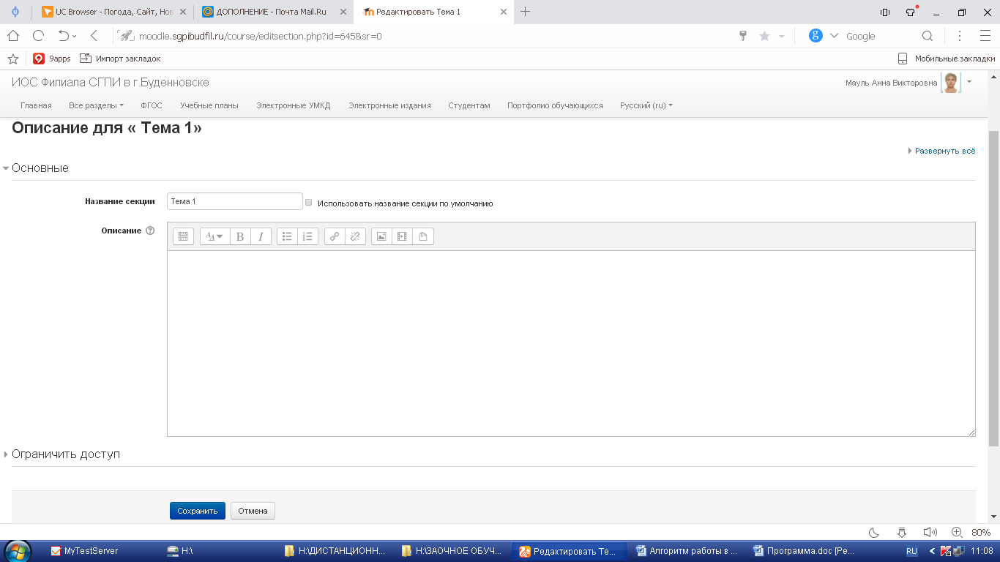 UC Browser - Погода, Сайт, Нов
ДОПОЛНЕНИЕ - Почта Mail.Ru
Редактировать Тема 1
moodle.sgpibudfil.ru/course/editsection.php?id=645&sr=0
Google
9apps
Импорт закладок
Мобильные закладки
ИОС Филиала СГПИ в г.Буденновске
Мауль Анна Викторовна
Главная Все разделы ФГОС Учебные планы Электронные УМКД Электронные издания Студентам Портфолио обучающихся Русский (ru)
Описание для « Тема 1»
Развернуть всё
Основные
Название секции
Тема 1
Использовать название секции по умолчанию
Описание
Ограничить доступ
Сохранить
Отмена
80%
MyTestServer
H:\
H:\ДИСТАНЦИОНН...
H:\ЗАОЧНОЕ ОБУЧ...
Редактировать Те...
Алгоритм работы в ...
Программа.doc [Ре...
RU
11:08